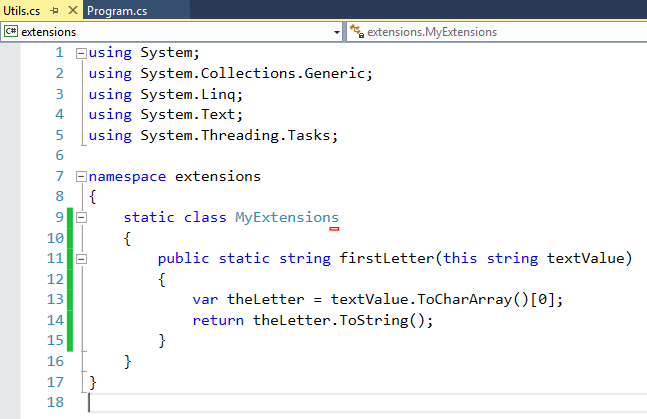 Utils.cs Program.cs
C# extensions extensions.MyExtensions
1 using System;
2 using System.Collections.Generic;
3 using System.Linq;
4 using System.Text;
5 using System.Threading.Tasks;
6
7 namespace extensions
8 {
9 static class MyExtensions
10 {
11 public static string firstLetter(this string textValue)
12 {
13 var theLetter = textValue.ToCharArray()[0];
14 return theLetter.ToString();
15 }
16 }
17 }
18